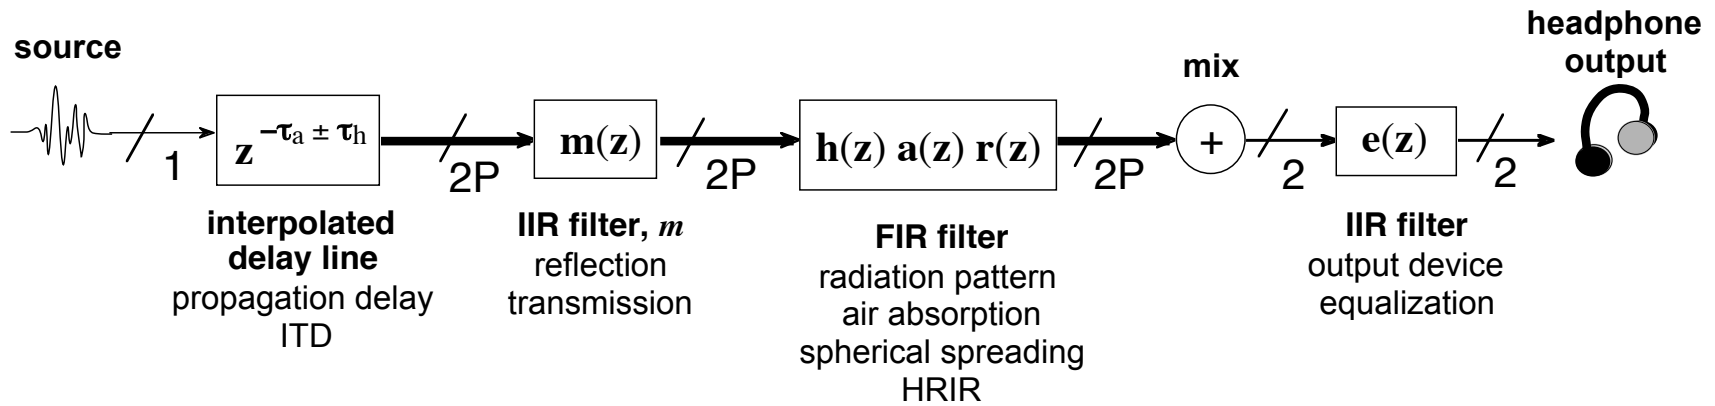 source
1
z −τa ± τh
interpolated
delay line
propagation delay
ITD
2P
m(z)
IIR filter, m
reflection
transmission
2P
h(z) a(z) r(z)
FIR filter
radiation pattern
air absorption
spherical spreading
HRIR
2P
mix
+
2
e(z)
IIR filter
output device
equalization
2
headphone
output